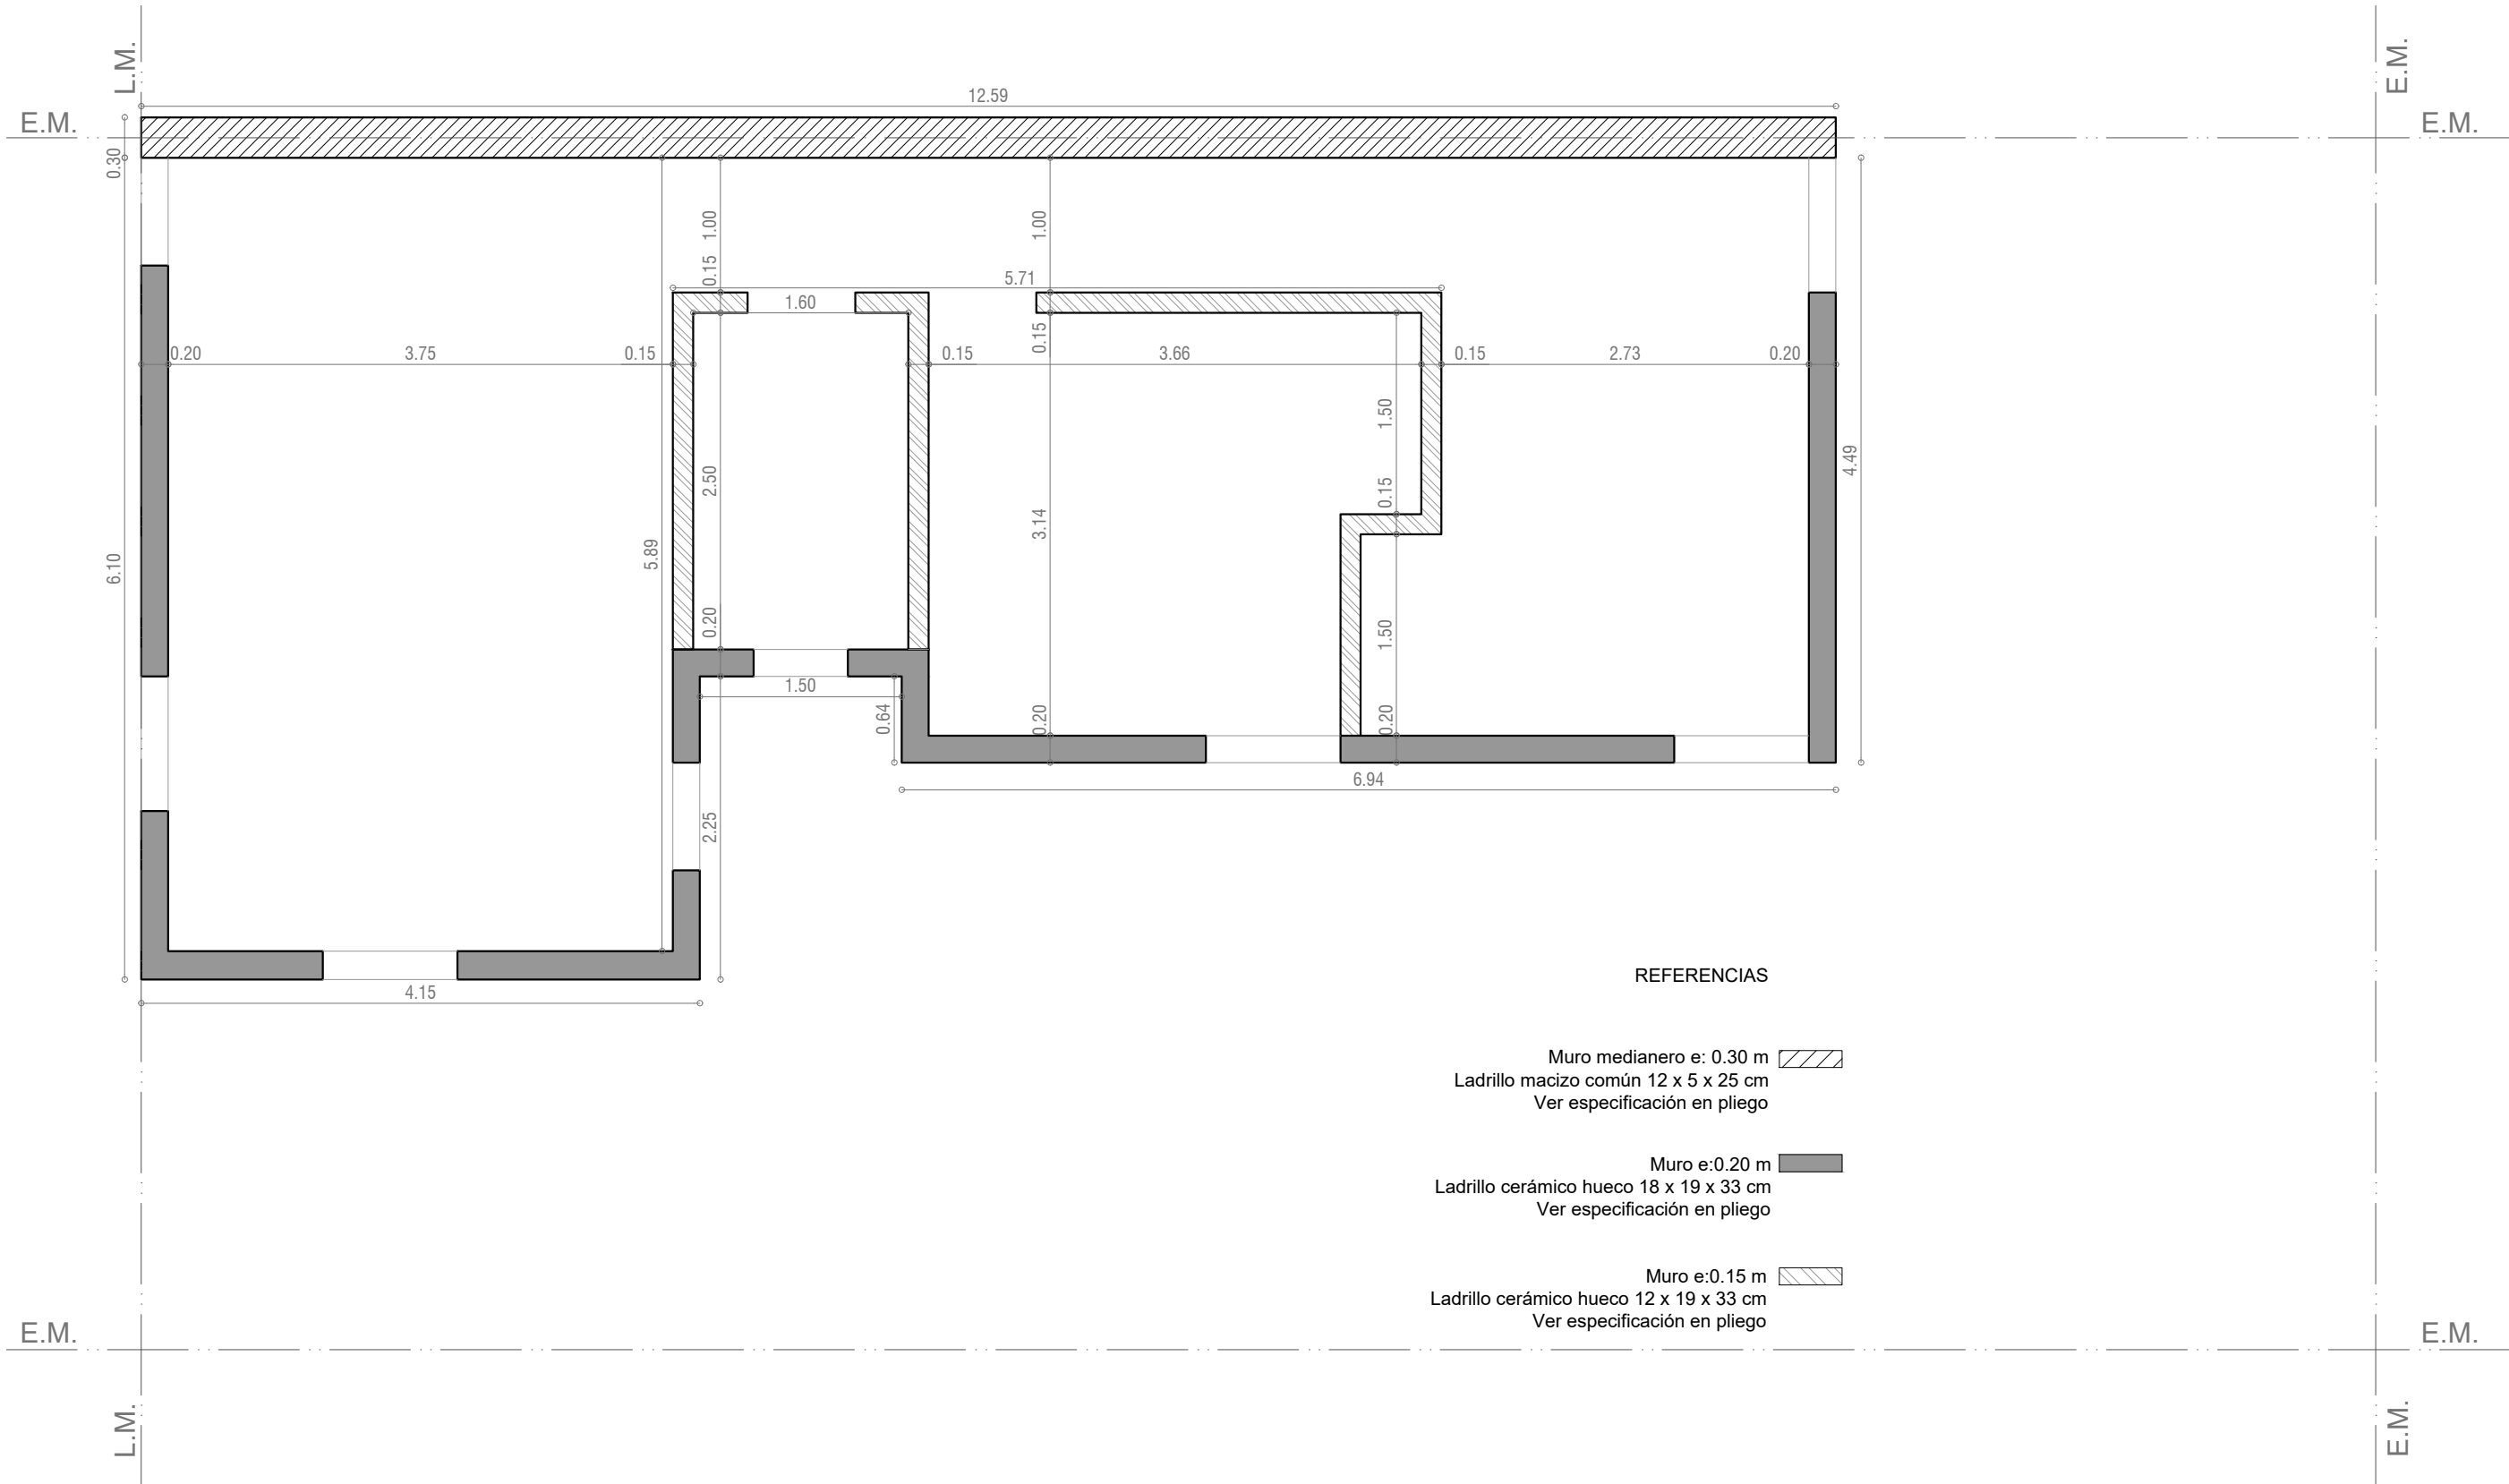 L.M.
E.M.
E.M.
12.59
E.M.
0.30
1.00
1.00
0.15
5.71
1.60
0.20
3.75
0.15
0.15
0.15
3.66
0.15
2.73
0.20
1.50
2.50
0.15
4.49
3.14
5.89
6.10
0.20
1.50
1.50
0.64
0.20
0.20
6.94
2.25
4.15
REFERENCIAS
Muro medianero e: 0.30 m
Ladrillo macizo común 12 x 5 x 25 cm
Ver especificación en pliego
Muro e:0.20 m
Ladrillo cerámico hueco 18 x 19 x 33 cm
Ver especificación en pliego
Muro e:0.15 m
Ladrillo cerámico hueco 12 x 19 x 33 cm
Ver especificación en pliego
E.M.
E.M.
L.M.
E.M.